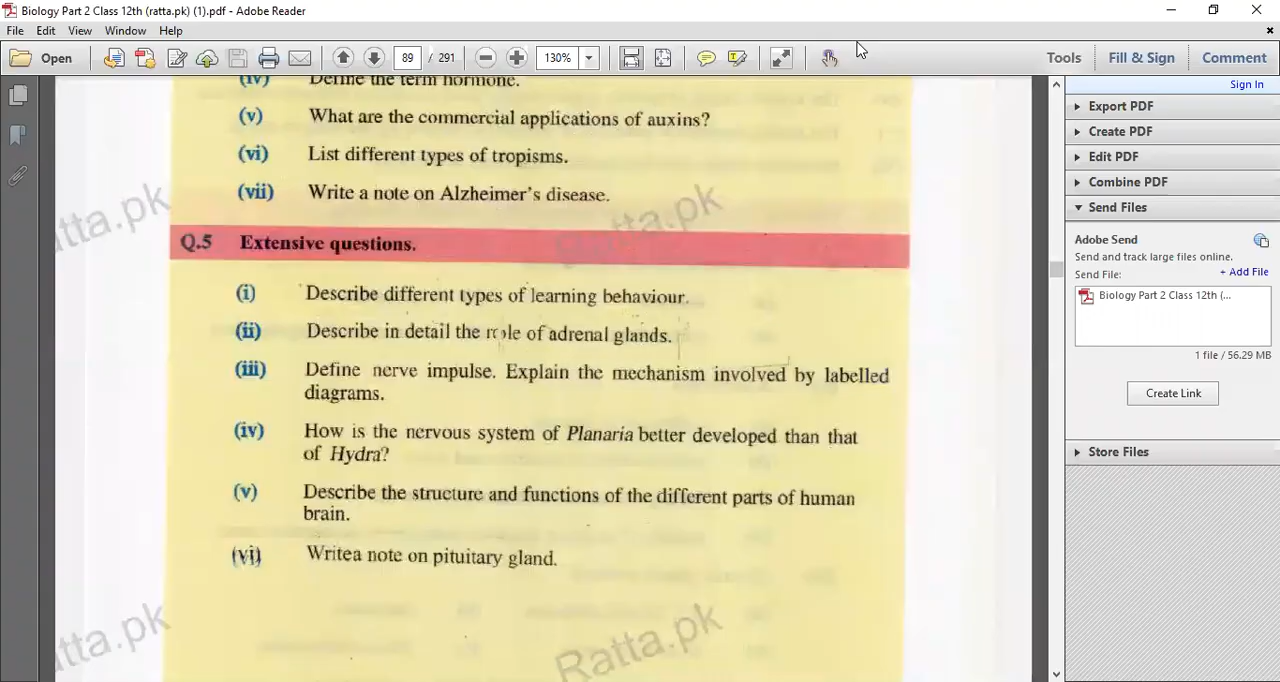 Biology Part 2 Class 12th (ratta.pk) (1).pdf - Adobe Reader
File Edit View Window Help
Open 89 / 291 130% Tools Fill & Sign Comment
Sign In
(iv) Define the term hormone.
(v) What are the commercial applications of auxins?
(vi) List different types of tropisms.
(vii) Write a note on Alzheimer's disease.
Ratta.pk
atta.pk
Q.5 Extensive questions.
(i) Describe different types of learning behaviour.
(ii) Describe in detail the role of adrenal glands.
(iii) Define nerve impulse. Explain the mechanism involved by labelled
diagrams.
(iv) How is the nervous system of Planaria better developed than that
of Hydra?
(v) Describe the structure and functions of the different parts of human
brain.
(vi) Writea note on pituitary gland.
atta.pk
Ratta.pk
Export PDF
Create PDF
Edit PDF
Combine PDF
Send Files
Adobe Send
Send and track large files online.
Send File:
+ Add File
Biology Part 2 Class 12th (...
1 file / 56.29 MB
Create Link
Store Files